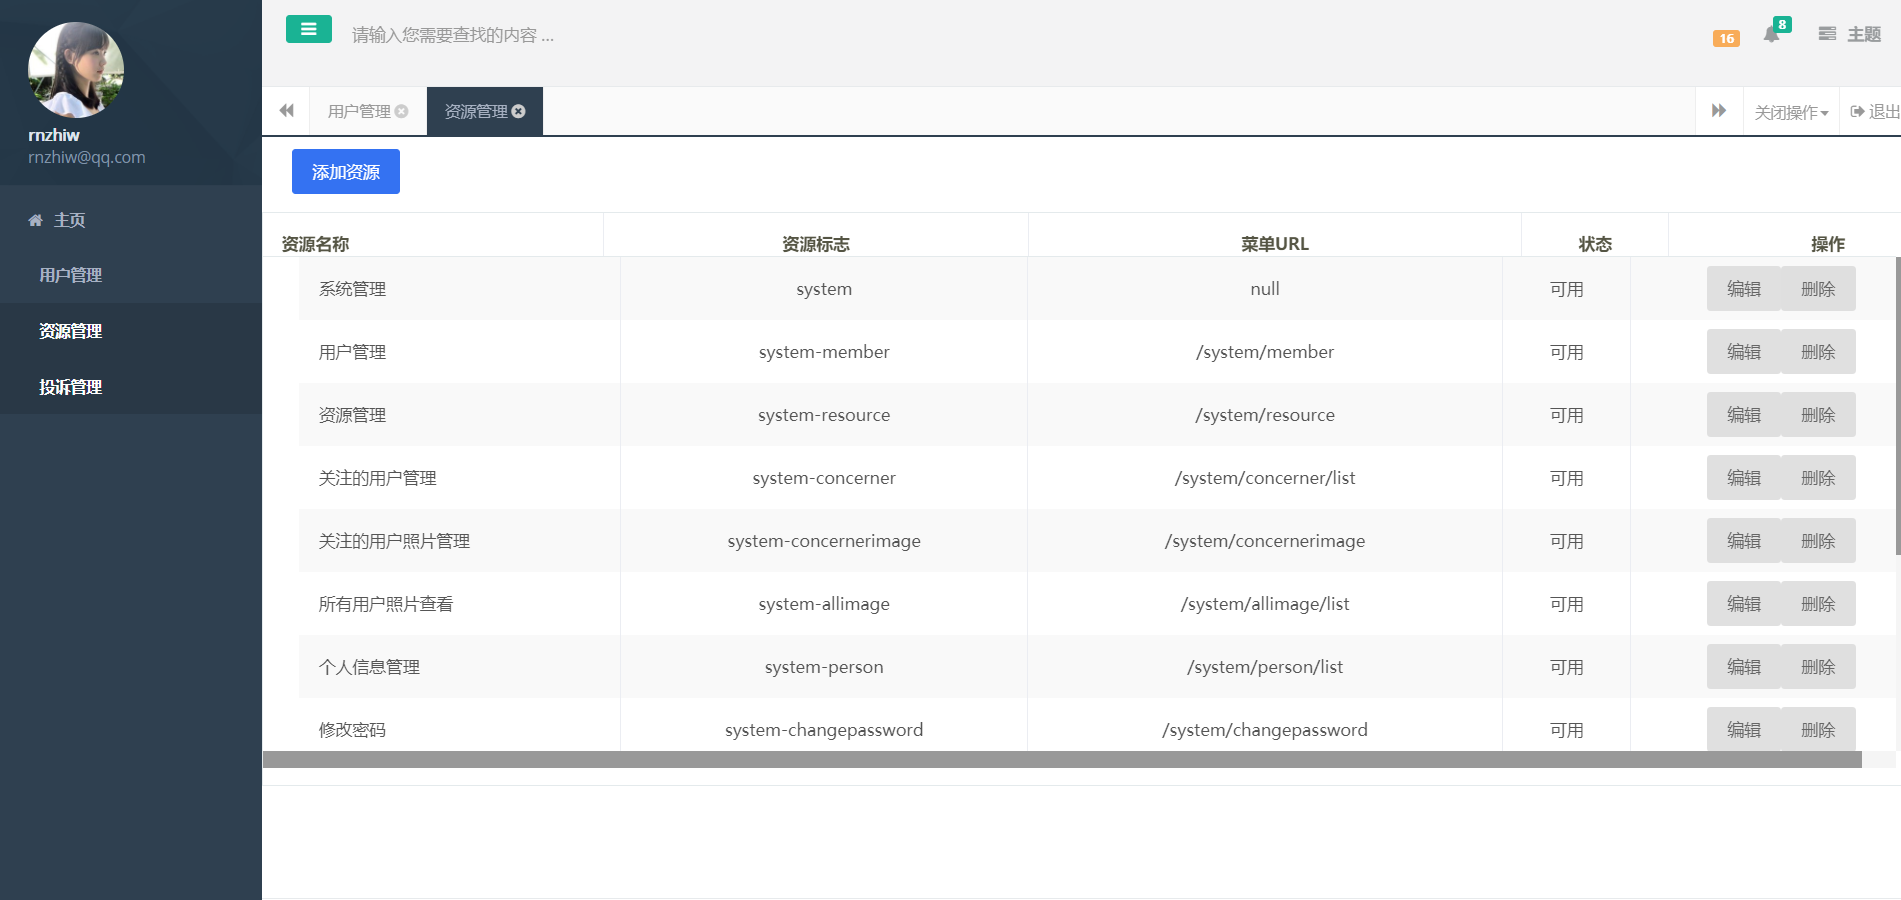 rnzhiw
rnzhiw@qq.com
主页
用户管理
资源管理
投诉管理
请输入您需要查找的内容 ...
16
8
主题
用户管理
资源管理
关闭操作
退出
添加资源
资源名称 资源标志 菜单URL 状态 操作
系统管理 system null 可用 编辑 删除
用户管理 system-member /system/member 可用 编辑 删除
资源管理 system-resource /system/resource 可用 编辑 删除
关注的用户管理 system-concerner /system/concerner/list 可用 编辑 删除
关注的用户照片管理 system-concernerimage /system/concernerimage 可用 编辑 删除
所有用户照片查看 system-allimage /system/allimage/list 可用 编辑 删除
个人信息管理 system-person /system/person/list 可用 编辑 删除
修改密码 system-changepassword /system/changepassword 可用 编辑 删除